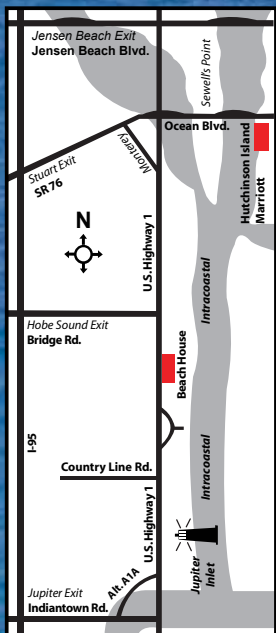 Jensen Beach Exit
Jensen Beach Blvd.
Sewell's Point
Ocean Blvd.
Monterey
Stuart Exit
SR 76
Hutchinson Island
Marriott
N
U.S. Highway 1
Intracoastal
Hobe Sound Exit
Bridge Rd.
Beach House
I-95
Country Line Rd.
Intracoastal
U.S. Highway 1
Jupiter
Inlet
Alt. A1A
Jupiter Exit
Indiantown Rd.